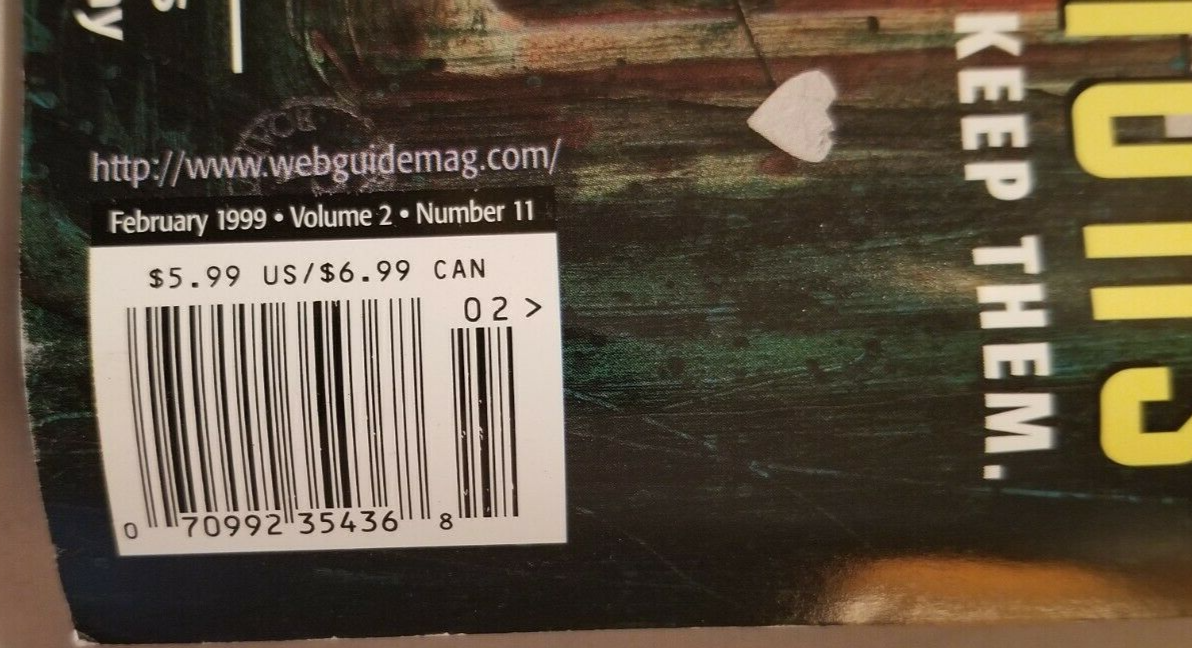 http://www.webguidemag.com/
February 1999 • Volume 2 • Number 11
$5.99 US/$6.99 CAN
02>
0 70992 35436 8
KEEP THEM.